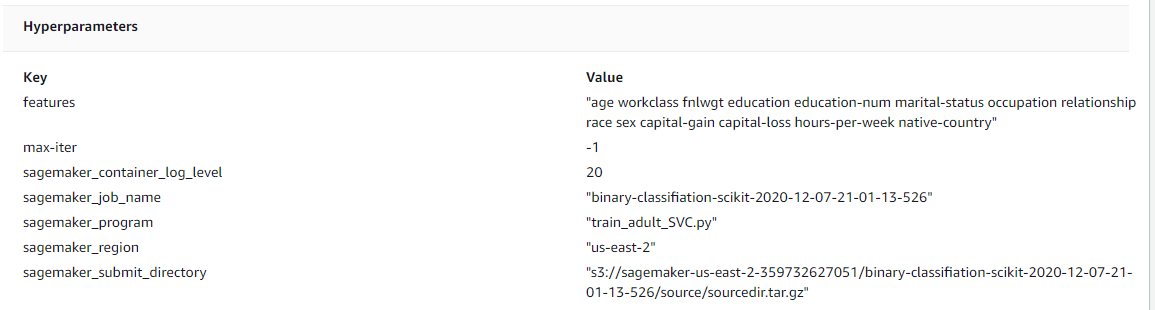 Hyperparameters
Key Value
features "age workclass fnlwgt education education-num marital-status occupation relationship
race sex capital-gain capital-loss hours-per-week native-country"
max-iter -1
sagemaker_container_log_level 20
sagemaker_job_name "binary-classifiation-scikit-2020-12-07-21-01-13-526"
sagemaker_program "train_adult_SVC.py"
sagemaker_region "us-east-2"
sagemaker_submit_directory "s3://sagemaker-us-east-2-359732627051/binary-classifiation-scikit-2020-12-07-21-
01-13-526/source/sourcedir.tar.gz"